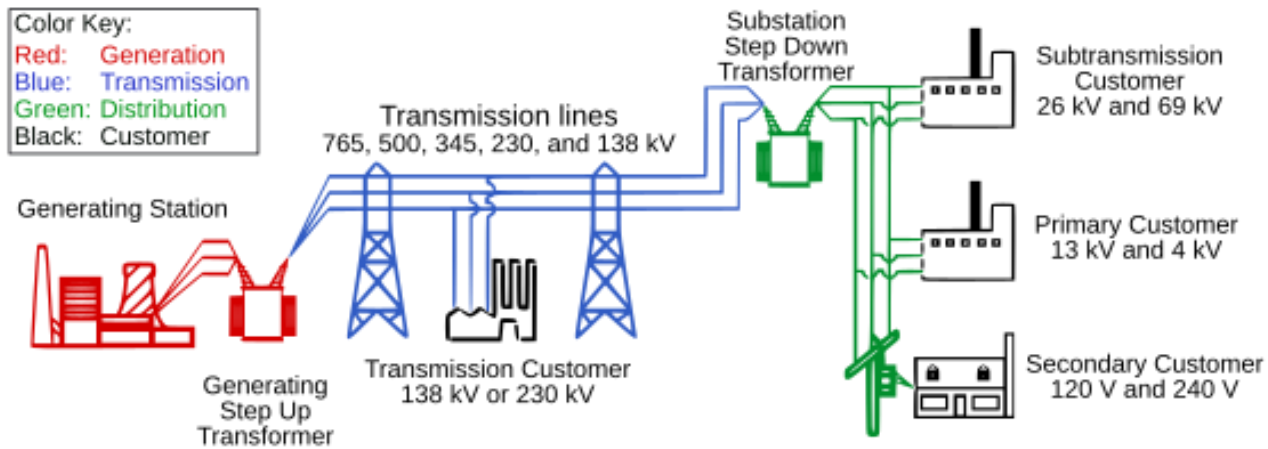 Color Key:
Red: Generation
Blue: Transmission
Green: Distribution
Black: Customer
Generating Station
Generating
Step Up
Transformer
Transmission lines
765, 500, 345, 230, and 138 kV
Transmission Customer
138 kV or 230 kV
Substation
Step Down
Transformer
Subtransmission
Customer
26 kV and 69 kV
Primary Customer
13 kV and 4 kV
Secondary Customer
120 V and 240 V